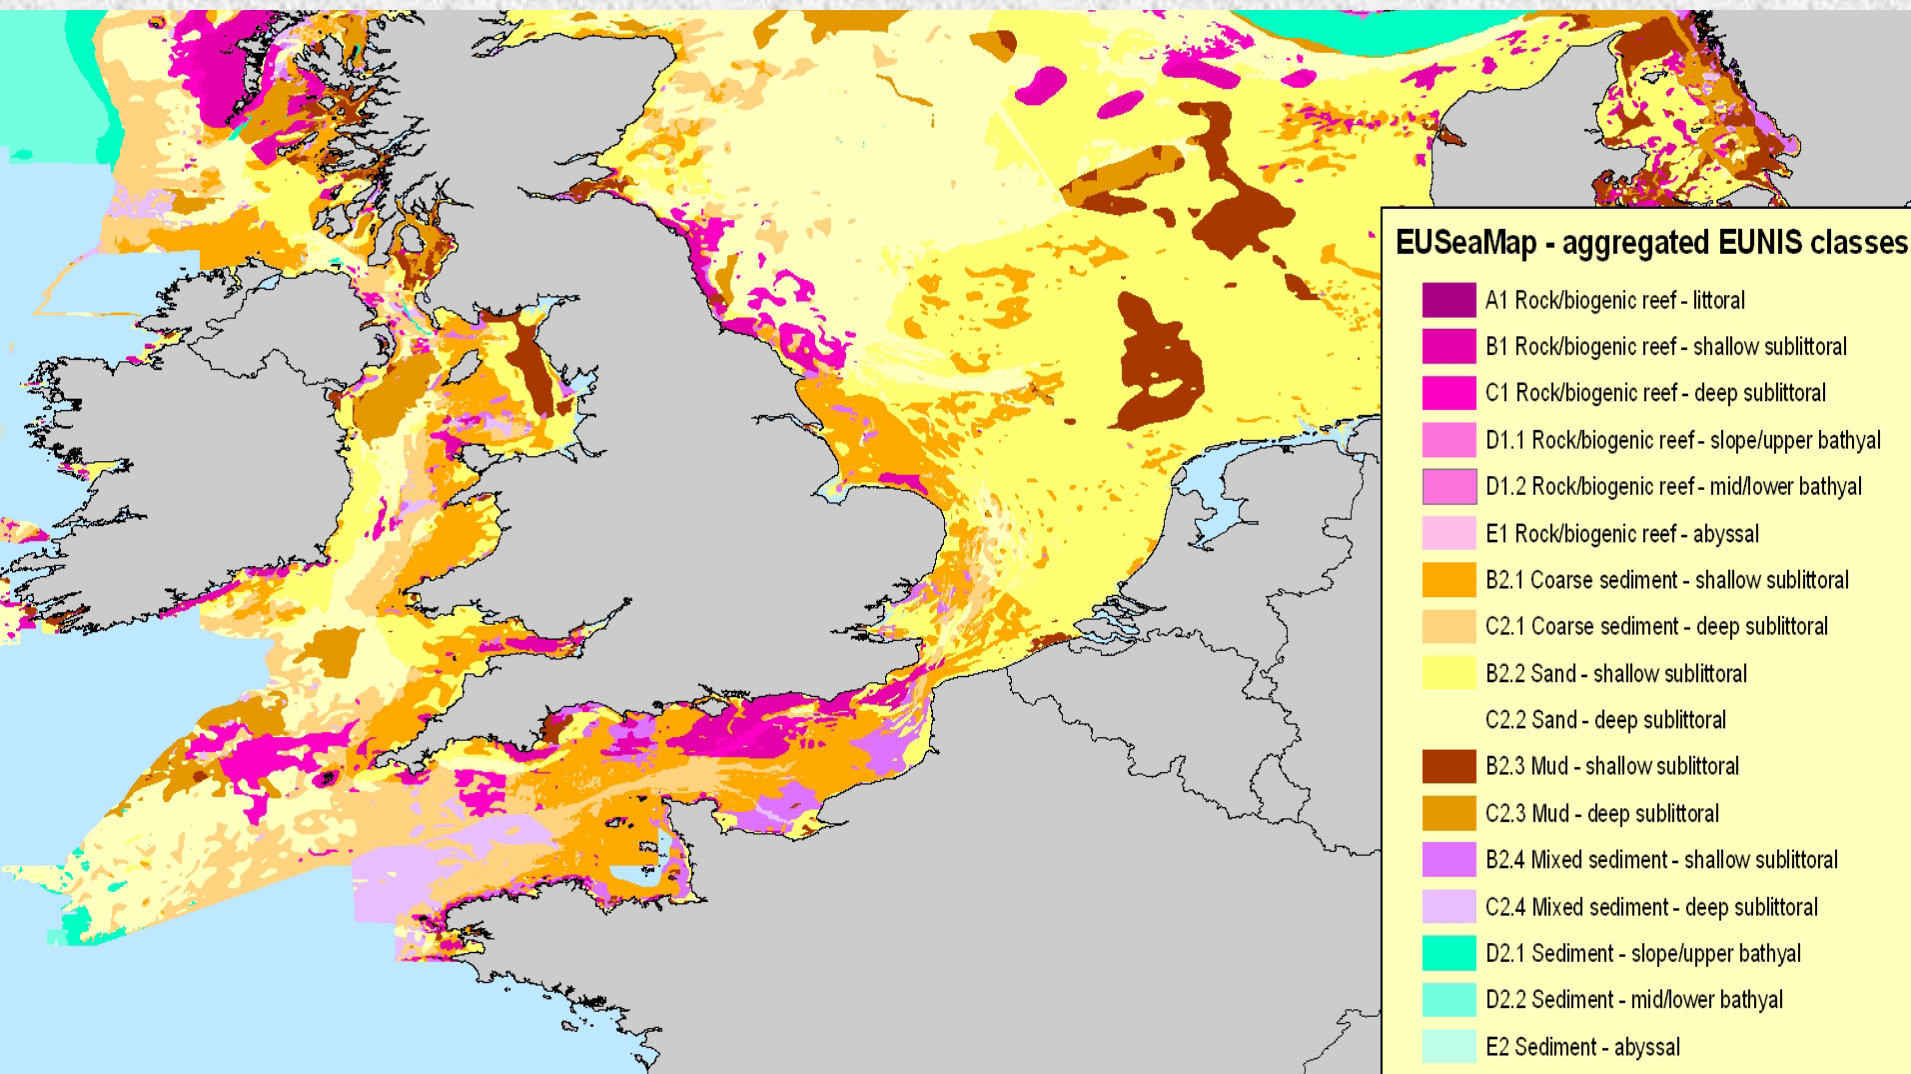 EUSeaMap - aggregated EUNIS classes
A1 Rock/biogenic reef - littoral
B1 Rock/biogenic reef - shallow sublittoral
C1 Rock/biogenic reef - deep sublittoral
D1.1 Rock/biogenic reef - slope/upper bathyal
D1.2 Rock/biogenic reef - mid/lower bathyal
E1 Rock/biogenic reef - abyssal
B2.1 Coarse sediment - shallow sublittoral
C2.1 Coarse sediment - deep sublittoral
B2.2 Sand - shallow sublittoral
C2.2 Sand - deep sublittoral
B2.3 Mud - shallow sublittoral
C2.3 Mud - deep sublittoral
B2.4 Mixed sediment - shallow sublittoral
C2.4 Mixed sediment - deep sublittoral
D2.1 Sediment - slope/upper bathyal
D2.2 Sediment - mid/lower bathyal
E2 Sediment - abyssal